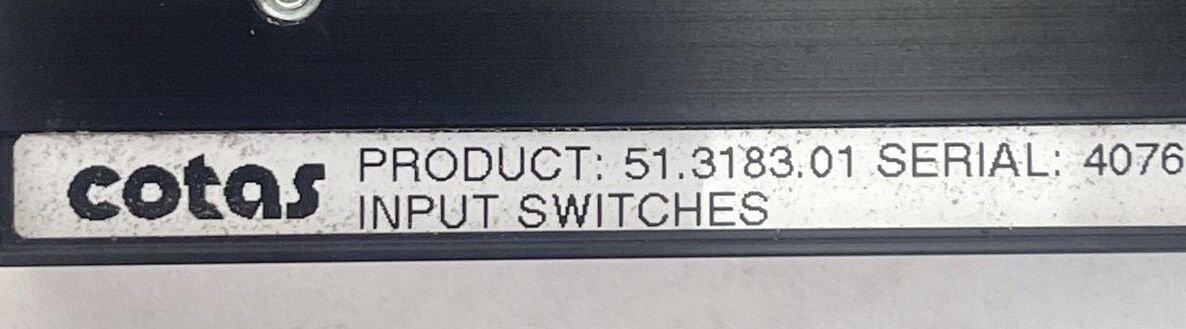 cotas
PRODUCT: 51.3183.01 SERIAL: 4076
INPUT SWITCHES